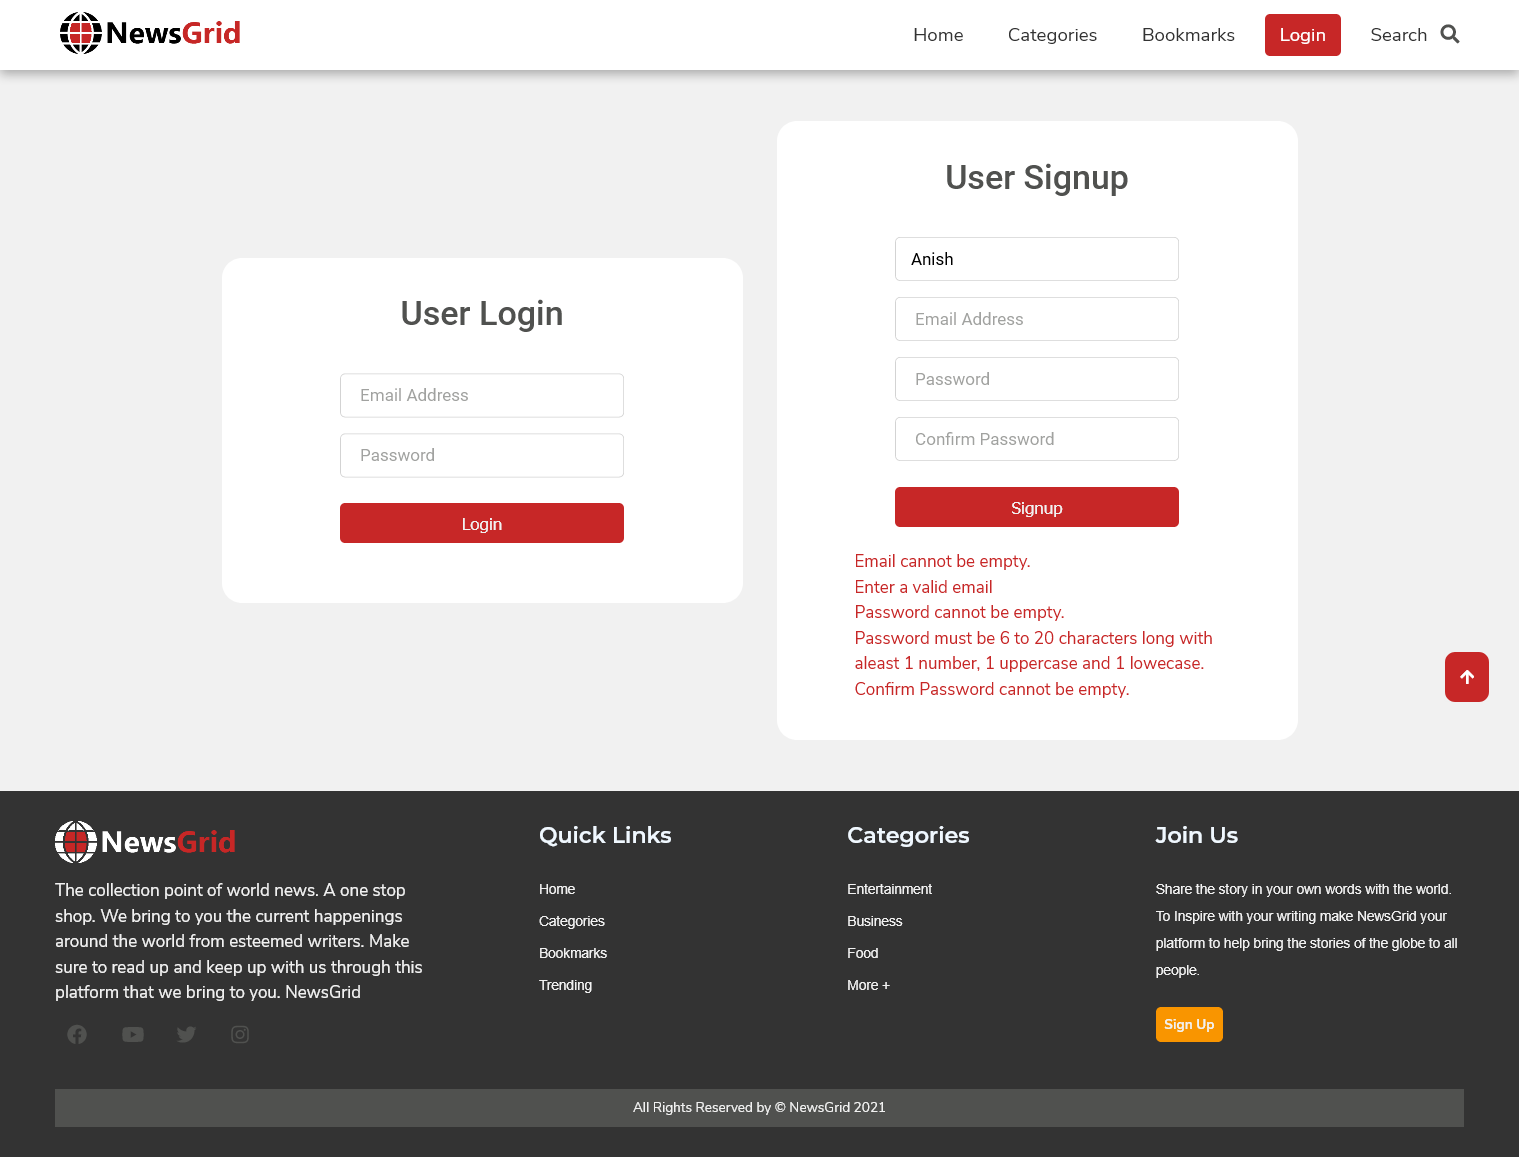 NewsGrid
Home
Categories
Bookmarks
Login
Search
User Login
Email Address
Password
Login
User Signup
Anish
Email Address
Password
Confirm Password
Signup
Email cannot be empty.
Enter a valid email
Password cannot be empty.
Password must be 6 to 20 characters long with
aleast 1 number, 1 uppercase and 1 lowecase.
Confirm Password cannot be empty.
NewsGrid
The collection point of world news. A one stop
shop. We bring to you the current happenings
around the world from esteemed writers. Make
sure to read up and keep up with us through this
platform that we bring to you. NewsGrid
Quick Links
Home
Categories
Bookmarks
Trending
Categories
Entertainment
Business
Food
More +
Join Us
Share the story in your own words with the world.
To Inspire with your writing make NewsGrid your
platform to help bring the stories of the globe to all
people.
Sign Up
All Rights Reserved by © NewsGrid 2021